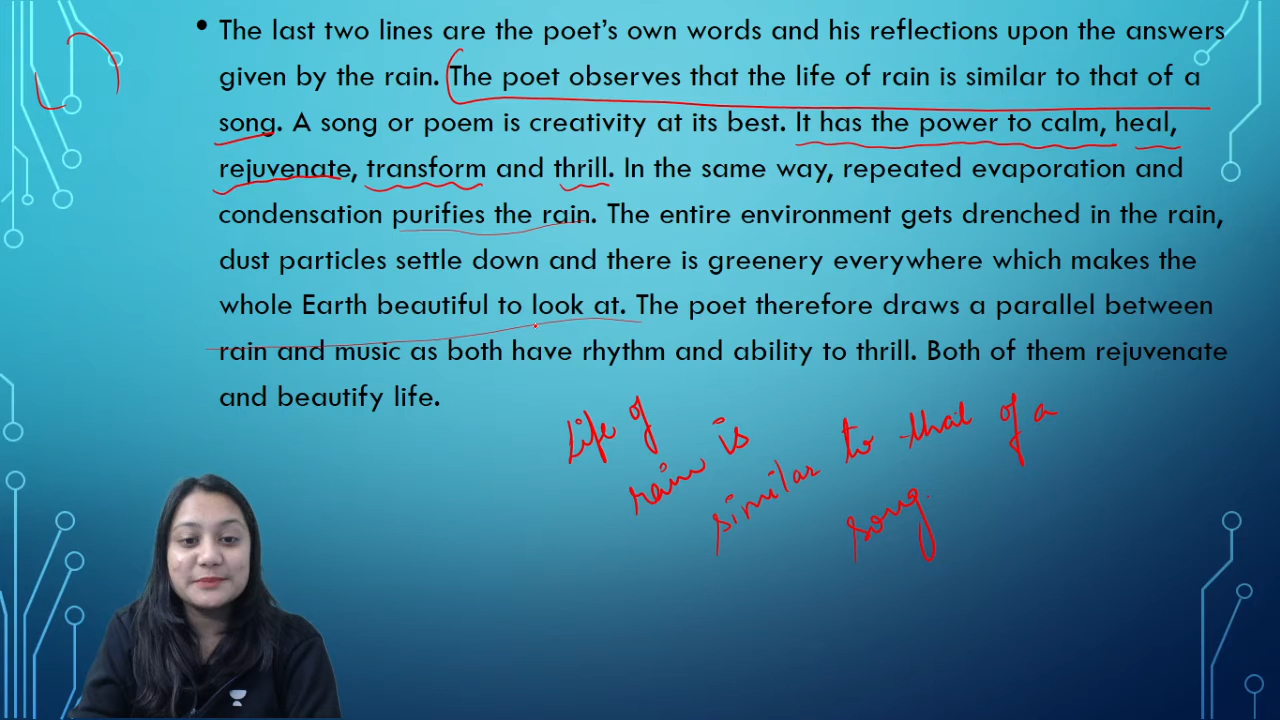 • The last two lines are the poet's own words and his reflections upon the answers
given by the rain. The poet observes that the life of rain is similar to that of a
song. A song or poem is creativity at its best. It has the power to calm, heal,
rejuvenate, transform and thrill. In the same way, repeated evaporation and
condensation purifies the rain. The entire environment gets drenched in the rain,
dust particles settle down and there is greenery everywhere which makes the
whole Earth beautiful to look at. The poet therefore draws a parallel between
rain and music as both have rhythm and ability to thrill. Both of them rejuvenate
and beautify life.
Life of
rain is
similar to that of a
song.